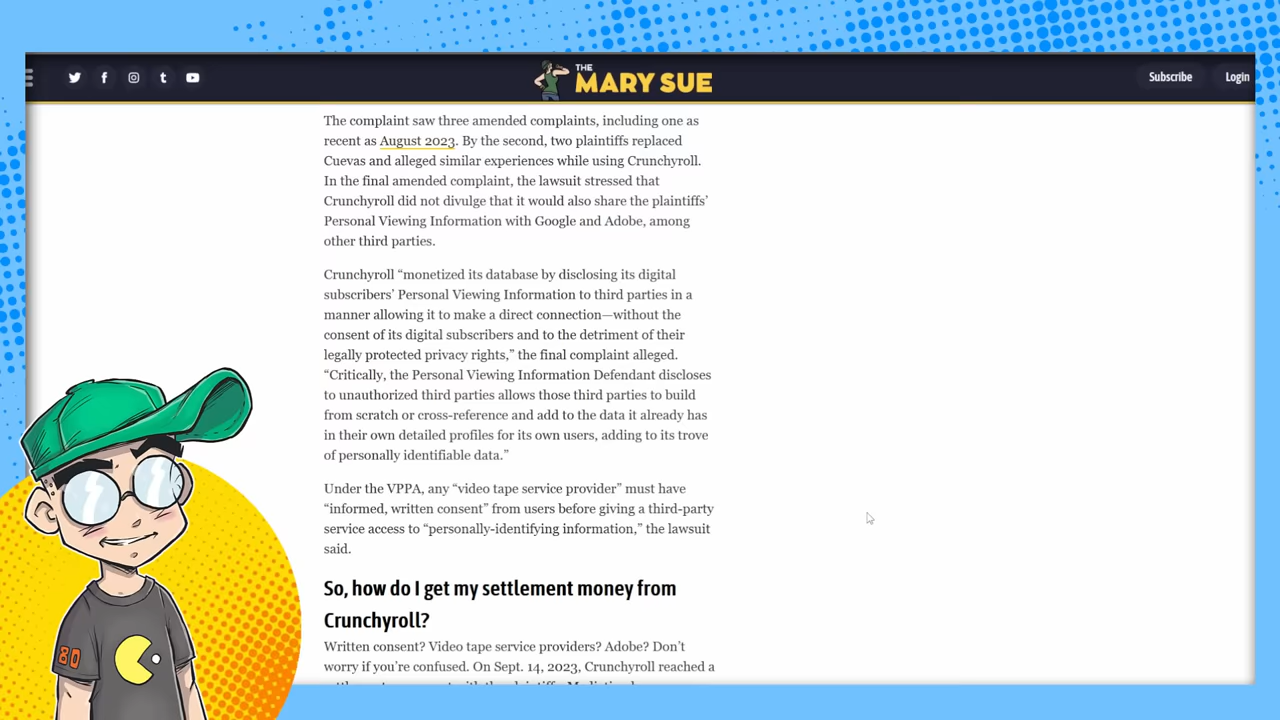 THE
MARY SUE
Subscribe
Login
The complaint saw three amended complaints, including one as
recent as August 2023. By the second, two plaintiffs replaced
Cuevas and alleged similar experiences while using Crunchyroll.
In the final amended complaint, the lawsuit stressed that
Crunchyroll did not divulge that it would also share the plaintiffs’
Personal Viewing Information with Google and Adobe, among
other third parties.
Crunchyroll “monetized its database by disclosing its digital
subscribers’ Personal Viewing Information to third parties in a
manner allowing it to make a direct connection—without the
consent of its digital subscribers and to the detriment of their
legally protected privacy rights,” the final complaint alleged.
“Critically, the Personal Viewing Information Defendant discloses
to unauthorized third parties allows those third parties to build
from scratch or cross-reference and add to the data it already has
in their own detailed profiles for its own users, adding to its trove
of personally identifiable data.”
Under the VPPA, any “video tape service provider” must have
“informed, written consent” from users before giving a third-party
service access to “personally-identifying information,” the lawsuit
said.
So, how do I get my settlement money from
Crunchyroll?
Written consent? Video tape service providers? Adobe? Don’t
worry if you’re confused. On Sept. 14, 2023, Crunchyroll reached a
80